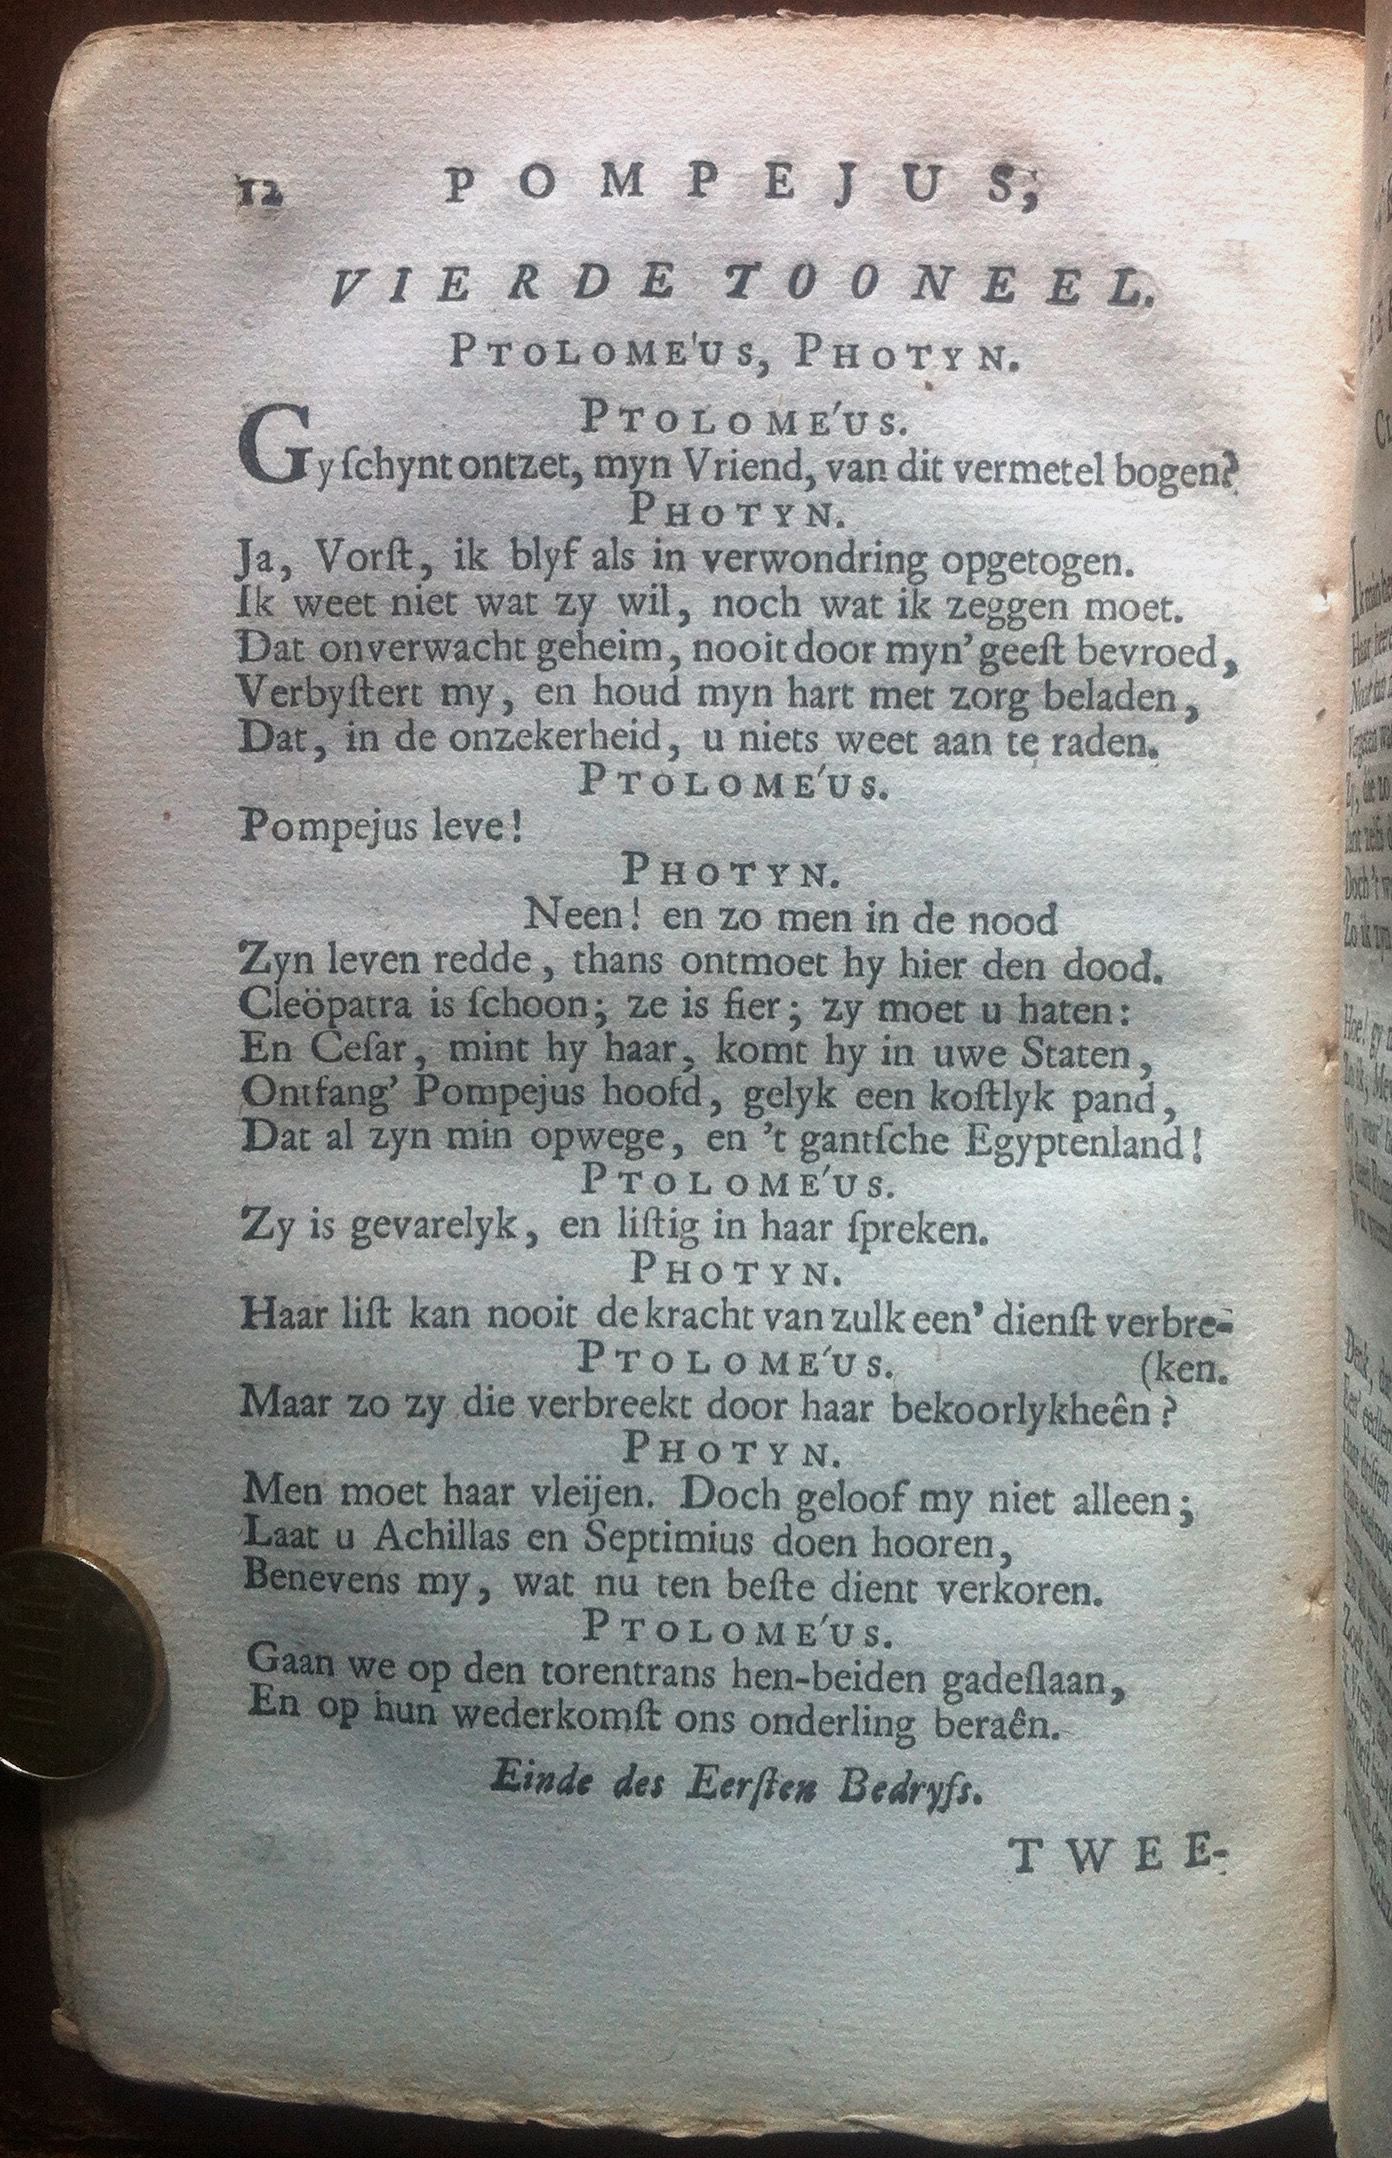 12 POMPEJUS,
VIERDE TOONEEL.
PTOLOME'US, PHOTYN.
PTOLOME'US.
Gy ſchynt ontzet, myn Vriend, van dit vermetel bogen?
PHOTYN.
Ja, Vorſt, ik blyf als in verwondring opgetogen.
Ik weet niet wat zy wil, noch wat ik zeggen moet.
Dat onverwacht geheim, nooit door myn' geeſt bevroed,
Verbyſtert my, en houd myn hart met zorg beladen,
Dat, in de onzekerheid, u niets weet aan te raden.
PTOLOME'US.
Pompejus leve!
PHOTYN.
Neen! en zo men in de nood
Zyn leven redde, thans ontmoet hy hier den dood.
Cleöpatra is ſchoon; ze is fier; zy moet u haten:
En Ceſar, mint hy haar, komt hy in uwe Staten,
Ontfang' Pompejus hoofd, gelyk een koſtlyk pand,
Dat al zyn min opwege, en 't gantſche Egyptenland!
PTOLOME'US.
Zy is gevarelyk, en liſtig in haar ſpreken.
PHOTYN.
Haar liſt kan nooit de kracht van zulk een' dienſt verbre-
PTOLOME'US. (ken.
Maar zo zy die verbreekt door haar bekoorlykheên?
PHOTYN.
Men moet haar vleijen. Doch geloof my niet alleen;
Laat u Achillas en Septimius doen hooren,
Benevens my, wat nu ten beſte dient verkoren.
PTOLOME'US.
Gaan we op den torentrans hen-beiden gadeſlaan,
En op hun wederkomſt ons onderling beraên.
Einde des Eerſten Bedryfs.
TWEE-